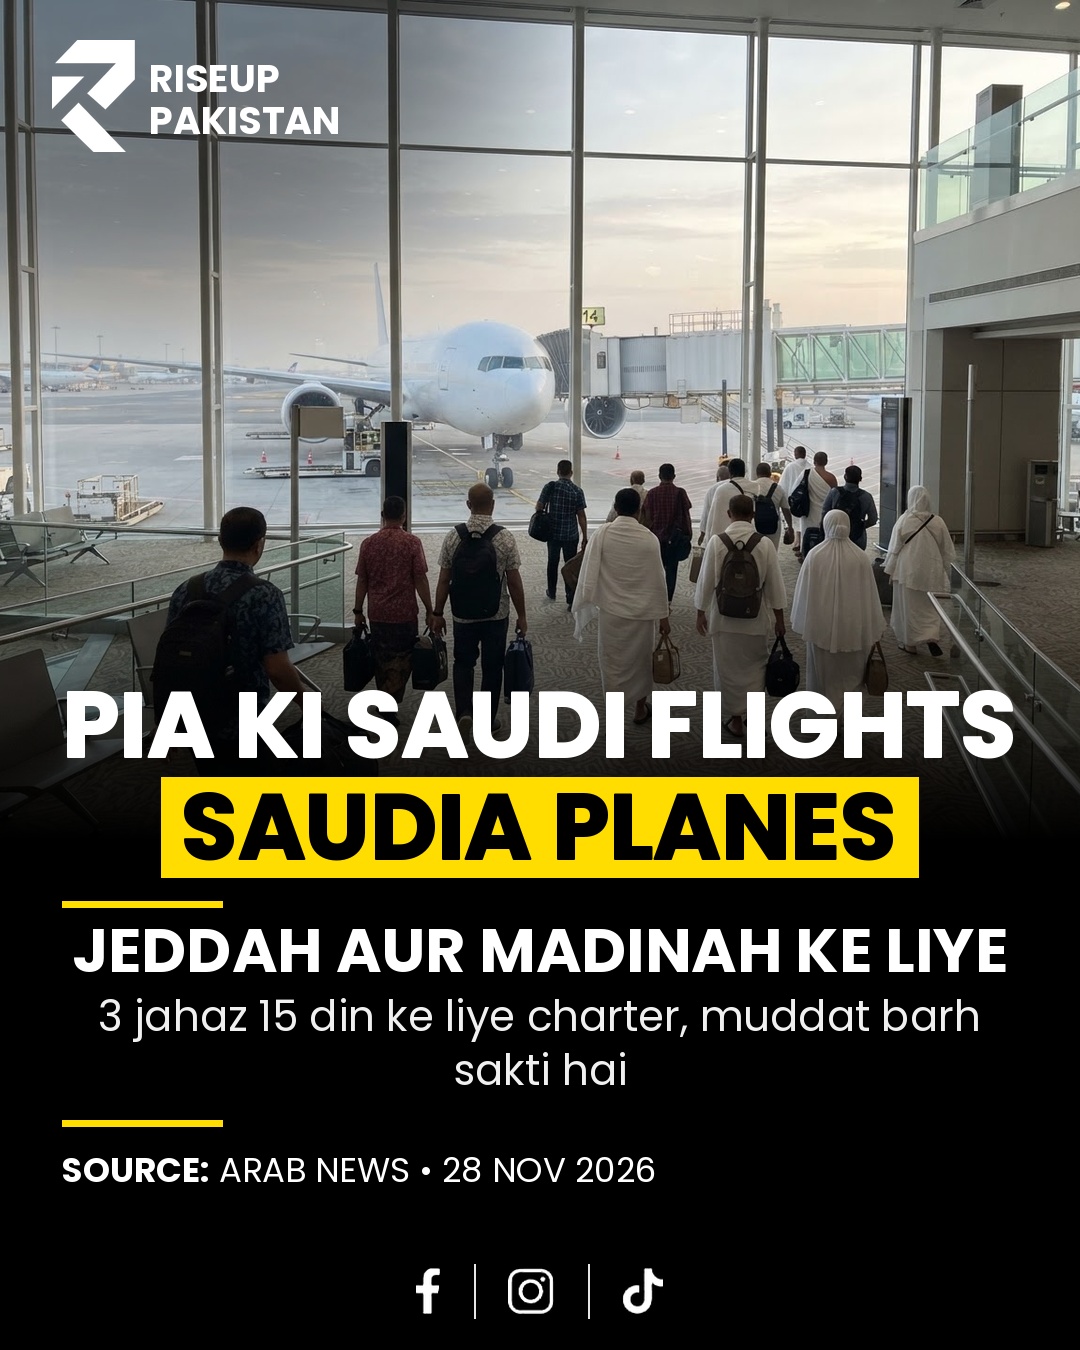 RISEUP
PAKISTAN
14
PIA KI SAUDI FLIGHTS
SAUDIA PLANES
JEDDAH AUR MADINAH KE LIYE
3 jahaz 15 din ke liye charter, muddat barh
sakti hai
SOURCE: ARAB NEWS • 28 NOV 2026